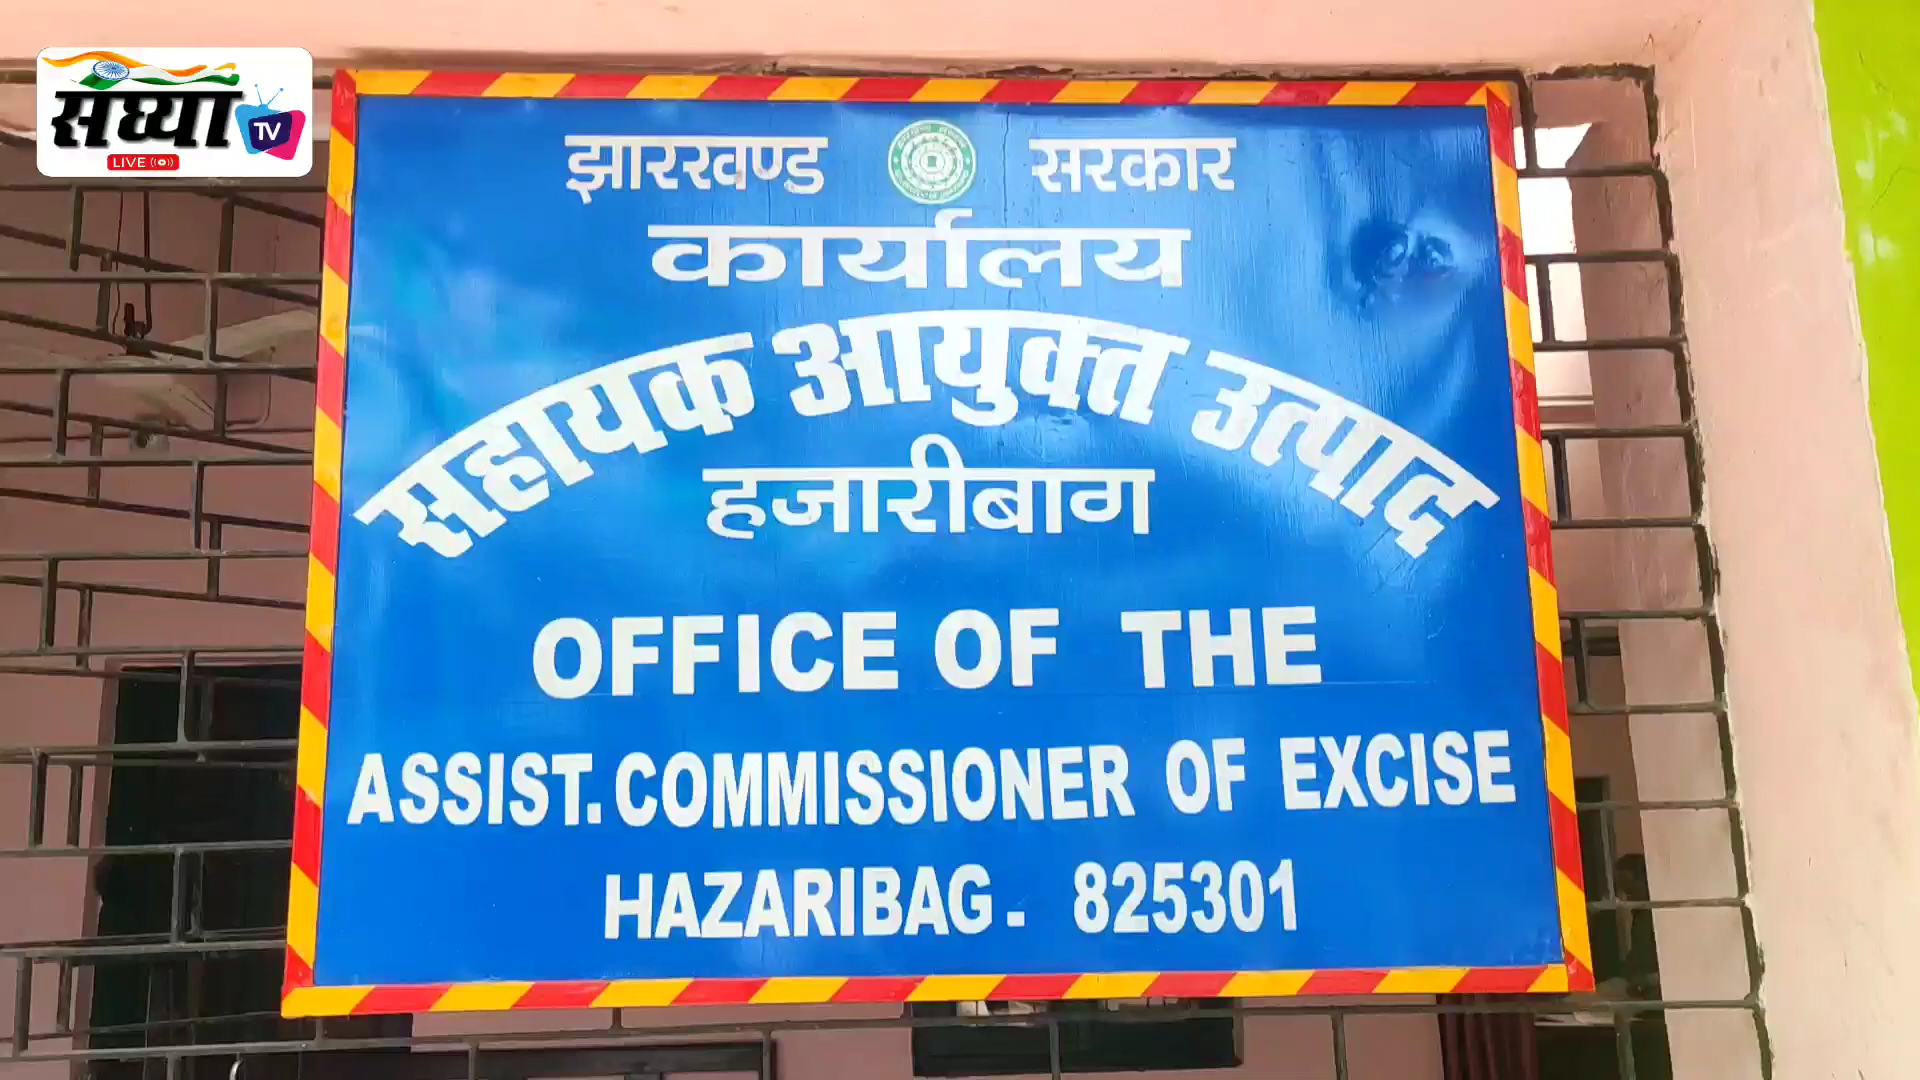 संघ्या
TV
LIVE
झारखण्ड सरकार
कार्यालय
सहायक आयुक्त उत्पाद
हजारीबाग
OFFICE OF THE
ASSIST. COMMISSIONER OF EXCISE
HAZARIBAG - 825301